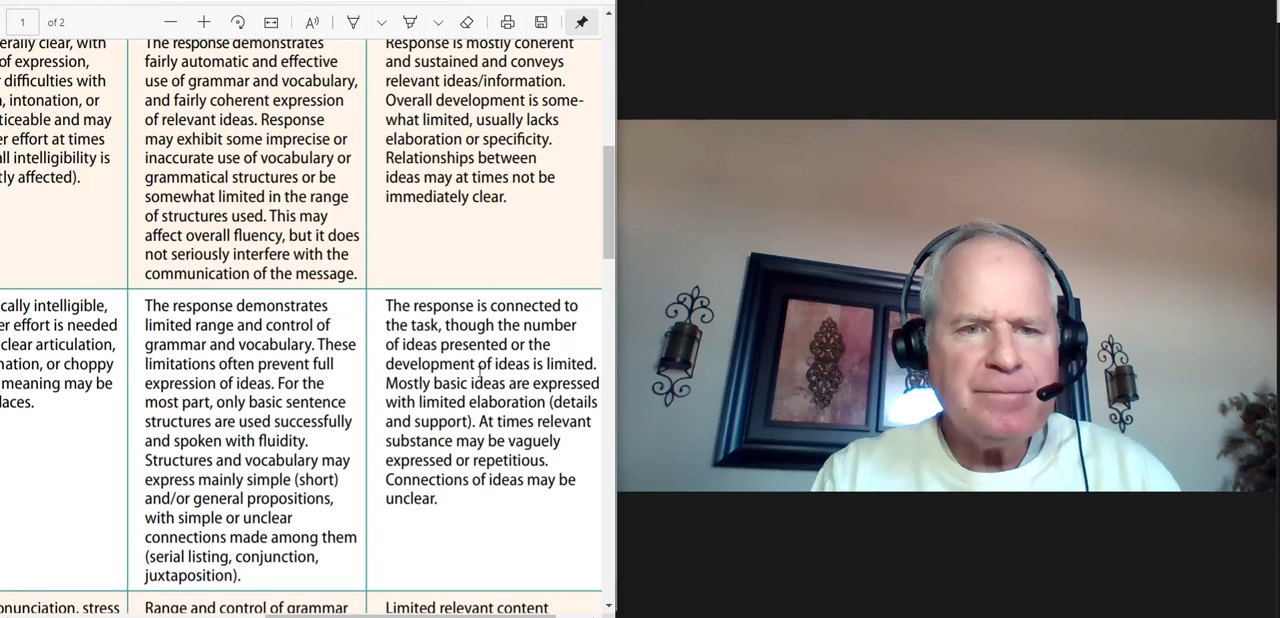 1 of 2
erally clear, with
of expression,
difficulties with
, intonation, or
ticeable and may
er effort at times
all intelligibility is
tly affected).
The response demonstrates
fairly automatic and effective
use of grammar and vocabulary,
and fairly coherent expression
of relevant ideas. Response
may exhibit some imprecise or
inaccurate use of vocabulary or
grammatical structures or be
somewhat limited in the range
of structures used. This may
affect overall fluency, but it does
not seriously interfere with the
communication of the message.
Response is mostly coherent
and sustained and conveys
relevant ideas/information.
Overall development is some-
what limited, usually lacks
elaboration or specificity.
Relationships between
ideas may at times not be
immediately clear.
cally intelligible,
er effort is needed
clear articulation,
nation, or choppy
meaning may be
laces.
The response demonstrates
limited range and control of
grammar and vocabulary. These
limitations often prevent full
expression of ideas. For the
most part, only basic sentence
structures are used successfully
and spoken with fluidity.
Structures and vocabulary may
express mainly simple (short)
and/or general propositions,
with simple or unclear
connections made among them
(serial listing, conjunction,
juxtaposition).
The response is connected to
the task, though the number
of ideas presented or the
development of ideas is limited.
Mostly basic ideas are expressed
with limited elaboration (details
and support). At times relevant
substance may be vaguely
expressed or repetitious.
Connections of ideas may be
unclear.
onunciation, stress
Range and control of grammar
Limited relevant content